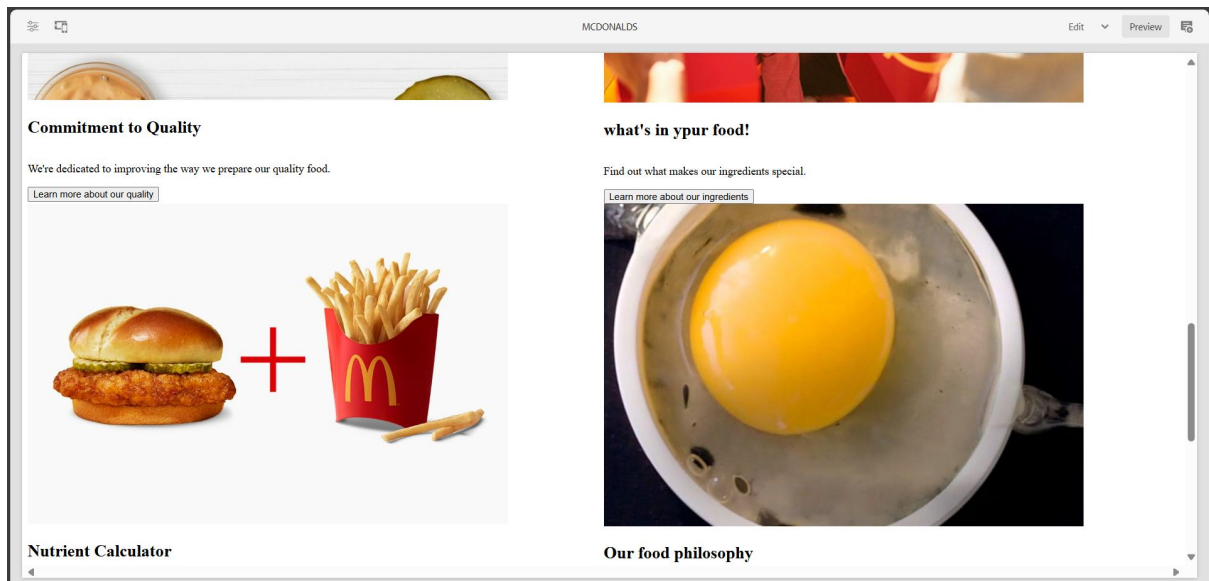 MCDONALDS
Edit
Preview
Commitment to Quality
We're dedicated to improving the way we prepare our quality food.
Learn more about our quality
what's in ypur food!
Find out what makes our ingredients special.
Learn more about our ingredients
Nutrient Calculator
Our food philosophy